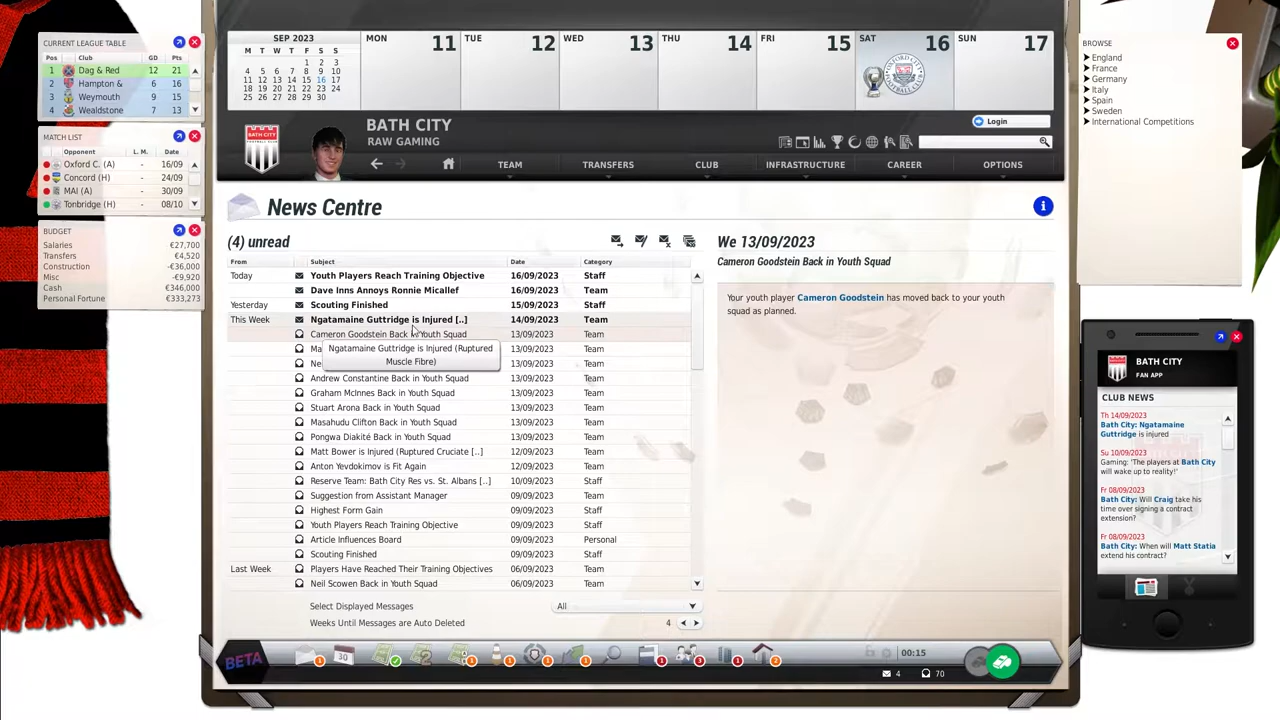 CURRENT LEAGUE TABLE
Pos Club GD Pts
1 Dag & Red 12 21
2 Hampton & 6 16
3 Weymouth 9 15
4 Wealdstone 7 13
MATCH LIST
Opponent L. M. Date
Oxford C. (A) - 16/09
Concord (H) - 24/09
MAI (A) - 30/09
Tonbridge (H) - 08/10
BUDGET
Salaries €27,700
Transfers €4,520
Construction -€36,000
Misc -€9,920
Cash €346,000
Personal Fortune €333,273
SEP 2023
M T W T F S S
1 2 3
4 5 6 7 8 9 10
11 12 13 14 15 16 17
18 19 20 21 22 23 24
25 26 27 28 29 30
MON 11 TUE 12 WED 13 THU 14 FRI 15 SAT 16 SUN 17
BATH CITY
RAW GAMING
Login
TEAM TRANSFERS CLUB INFRASTRUCTURE CAREER OPTIONS
News Centre
(4) unread
From Subject Date Category
Today Youth Players Reach Training Objective 16/09/2023 Staff
Dave Inns Annoys Ronnie Micallef 16/09/2023 Team
Yesterday Scouting Finished 15/09/2023 Staff
This Week Ngatamaine Guttridge is Injured [..] 14/09/2023 Team
Cameron Goodstein Back in Youth Squad 13/09/2023 Team
Ma 13/09/2023 Team
Ne 13/09/2023 Team
Ngatamaine Guttridge is Injured (Ruptured
Muscle Fibre)
Andrew Constantine Back in Youth Squad 13/09/2023 Team
Graham McInnes Back in Youth Squad 13/09/2023 Team
Stuart Arona Back in Youth Squad 13/09/2023 Team
Masahudu Clifton Back in Youth Squad 13/09/2023 Team
Pongwa Diakité Back in Youth Squad 13/09/2023 Team
Matt Bower is Injured (Ruptured Cruciate [..] 12/09/2023 Team
Anton Yevdokimov is Fit Again 12/09/2023 Team
Reserve Team: Bath City Res vs. St. Albans [..] 10/09/2023 Staff
Suggestion from Assistant Manager 09/09/2023 Team
Highest Form Gain 09/09/2023 Staff
Youth Players Reach Training Objective 09/09/2023 Staff
Article Influences Board 09/09/2023 Personal
Scouting Finished 09/09/2023 Staff
Last Week Players Have Reached Their Training Objectives 06/09/2023 Team
Neil Scowen Back in Youth Squad 06/09/2023 Team
Select Displayed Messages All
Weeks Until Messages are Auto Deleted 4
We 13/09/2023
Cameron Goodstein Back in Youth Squad
Your youth player Cameron Goodstein has moved back to your youth
squad as planned.
BROWSE
England
France
Germany
Italy
Spain
Sweden
International Competitions
BATH CITY
FAN APP
CLUB NEWS
Th 14/09/2023
Bath City: Ngatamaine
Guttridge is injured
Su 10/09/2023
Gaming: 'The players at Bath City
will wake up to reality!'
Fr 08/09/2023
Bath City: Will Craig take his
time over signing a contract
extension?
Fr 08/09/2023
Bath City: When will Matt Statia
extend his contract?
BETA
30
00:15
4 70